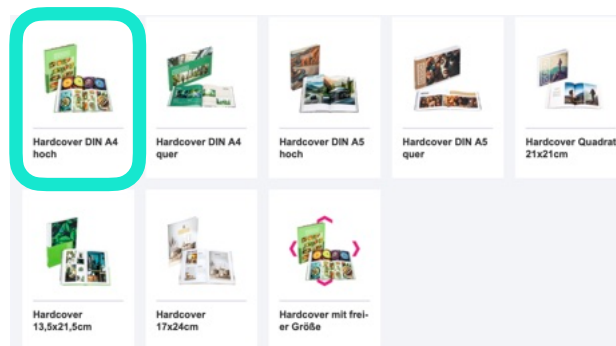 Hardcover DIN A4
hoch
Hardcover DIN A4
quer
Hardcover DIN A5
hoch
Hardcover DIN A5
quer
Hardcover Quadrat
21x21cm
Hardcover
13,5x21,5cm
Hardcover
17x24cm
Hardcover mit frei-
er Größe